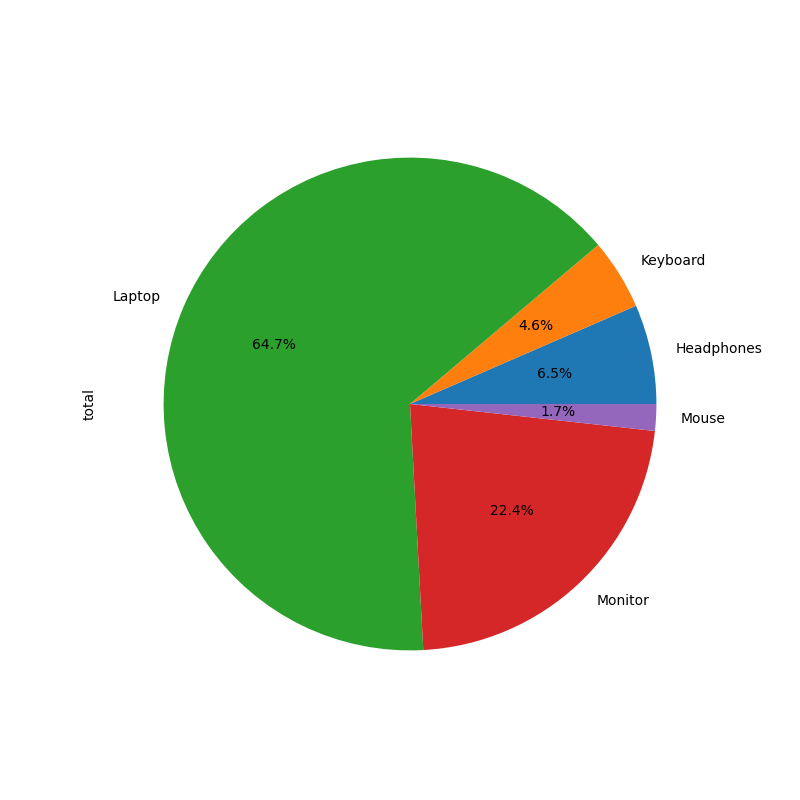 Keyboard
Laptop
4.6%
64.7%
Headphones
6.5%
total
1.7%
Mouse
22.4%
Monitor